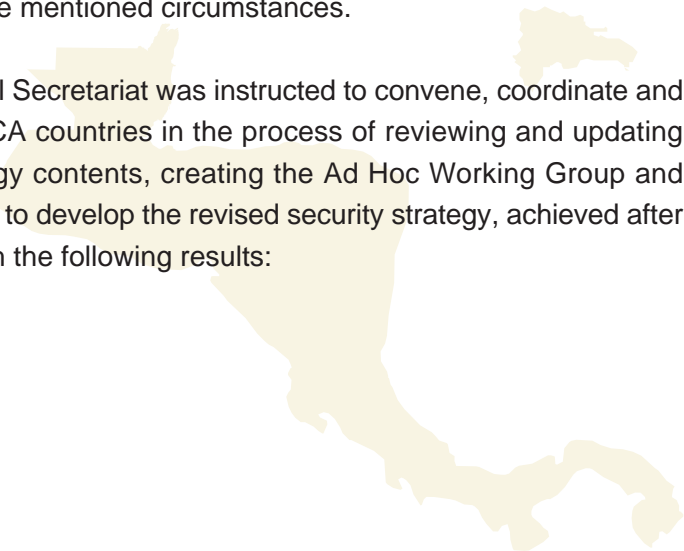 e mentioned circumstances.
l Secretariat was instructed to convene, coordinate and
CA countries in the process of reviewing and updating
gy contents, creating the Ad Hoc Working Group and
to develop the revised security strategy, achieved after
n the following results: